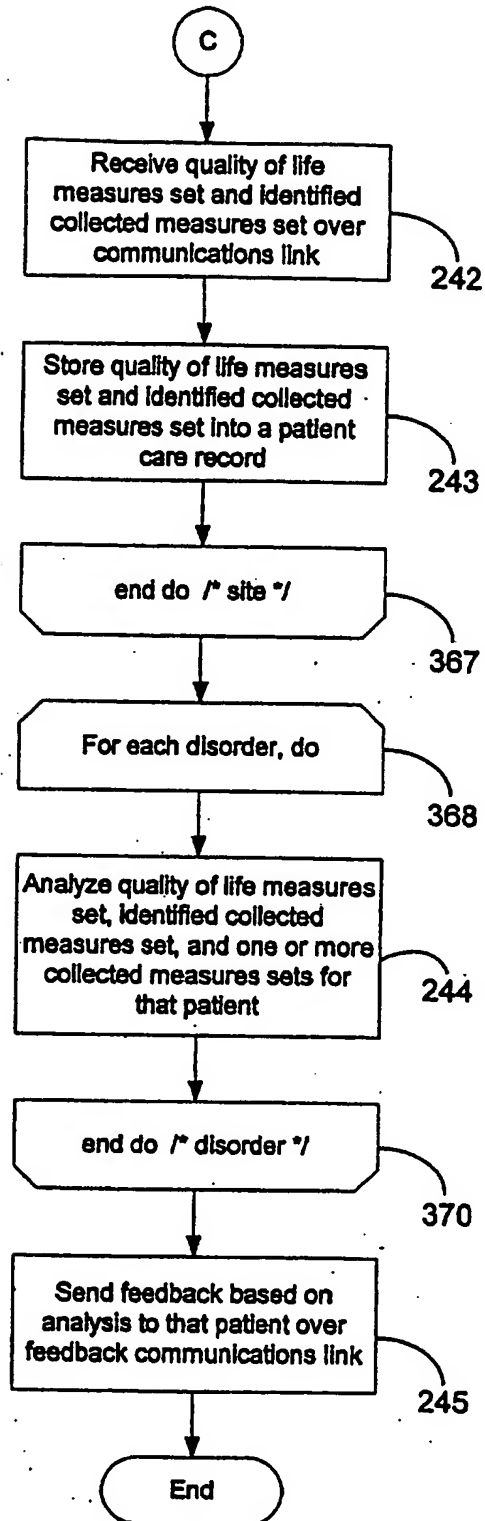 C
Receive quality of life
measures set and identified
collected measures set over
communications link
242
Store quality of life measures
set and identified collected
measures set into a patient
care record
243
end do /* site */
367
For each disorder, do
368
Analyze quality of life measures
set, identified collected
measures set, and one or more
collected measures sets for
that patient
244
end do /* disorder */
370
Send feedback based on
analysis to that patient over
feedback communications link
245
End